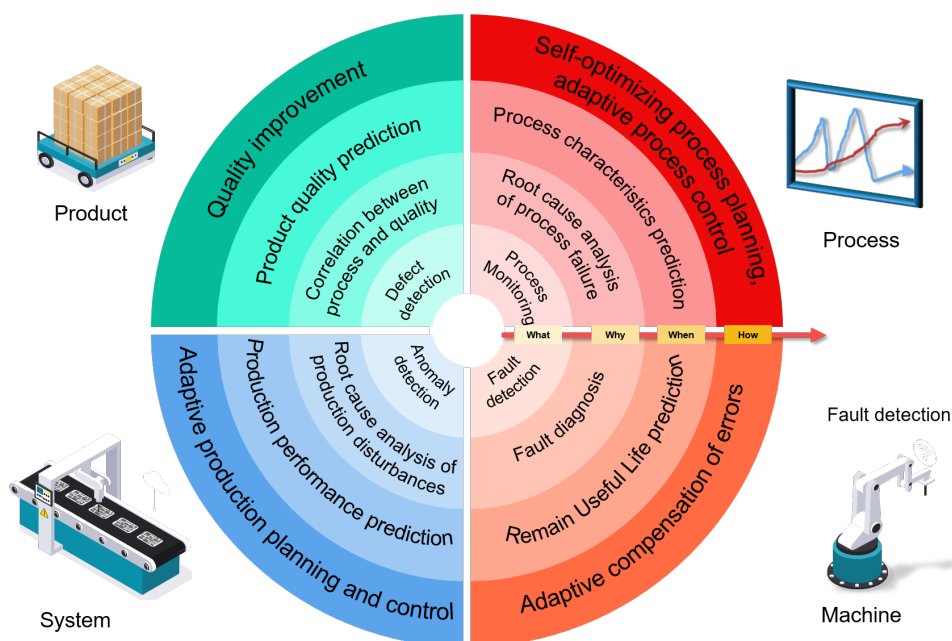 Quality improvement
Product quality prediction
Correlation between
process and quality
Defect
detection
Product
Self-optimizing process planning,
adaptive process control
Process characteristics prediction
Root cause analysis
of process failure
Process
Monitoring
Process
What
Why
When
How
Adaptive production planning and control
Production performance prediction
Root cause analysis of
production disturbances
Anomaly
detection
System
Fault
detection
Fault diagnosis
Remain Useful Life prediction
Adaptive compensation of errors
Fault detection
Machine